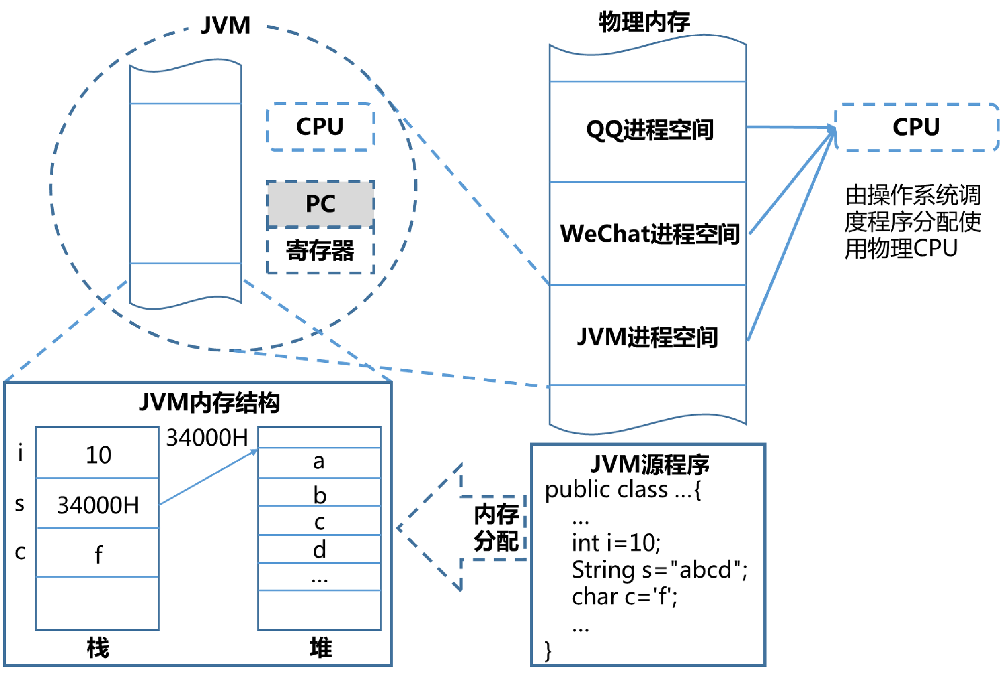 JVM
CPU
PC
寄存器
物理内存
QQ进程空间
WeChat进程空间
JVM进程空间
CPU
由操作系统调
度程序分配使
用物理CPU
JVM内存结构
i
10
s
34000H
c
f
栈
34000H
a
b
c
d
...
堆
内存
分配
JVM源程序
public class ...{
...
int i=10;
String s="abcd";
char c='f';
...
}